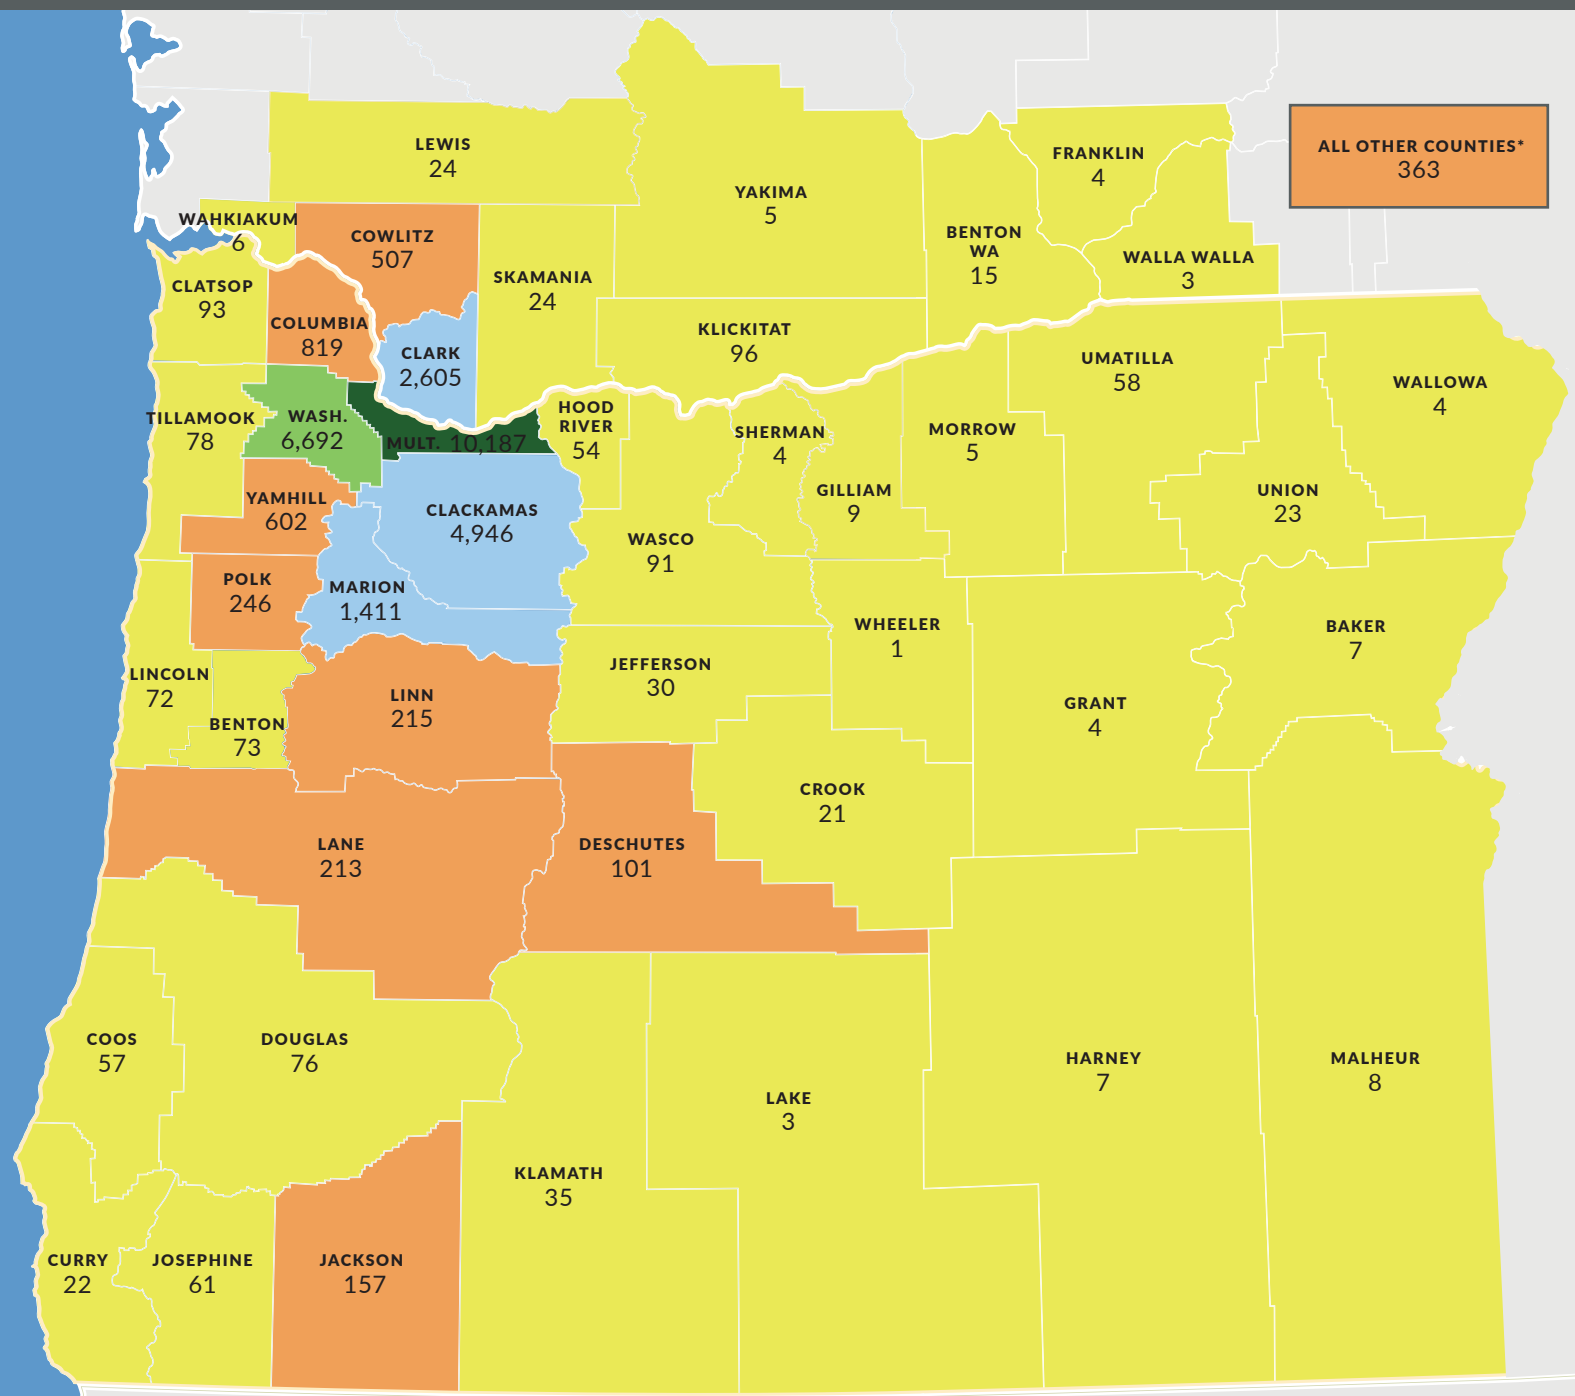 LEWIS
24
YAKIMA
5
FRANKLIN
4
ALL OTHER COUNTIES*
363
WAHKIAKUM
6
COWLITZ
507
SKAMANIA
24
BENTON
WA
15
WALLA WALLA
3
CLATSOP
93
COLUMBIA
819
CLARK
2,605
KLICKITAT
96
UMATILLA
58
WALLOWA
4
TILLAMOOK
78
WASH.
6,692
MULT. 10,187
HOOD
RIVER
54
SHERMAN
4
MORROW
5
GILLIAM
9
UNION
23
YAMHILL
602
CLACKAMAS
4,946
WASCO
91
POLK
246
MARION
1,411
WHEELER
1
BAKER
7
LINCOLN
72
BENTON
73
LINN
215
JEFFERSON
30
GRANT
4
CROOK
21
LANE
213
DESCHUTES
101
COOS
57
DOUGLAS
76
HARNEY
7
MALHEUR
8
LAKE
3
KLAMATH
35
CURRY
22
JOSEPHINE
61
JACKSON
157